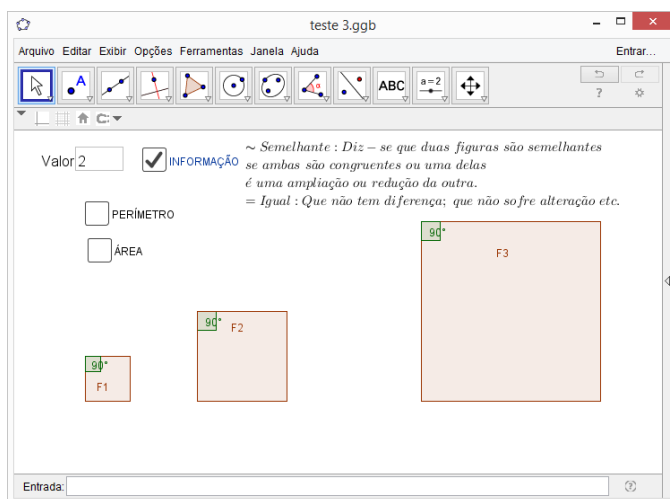 teste 3.ggb
Arquivo Editar Exibir Opções Ferramentas Janela Ajuda Entrar...
A α ABC a=2
?
C:
Valor 2
INFORMAÇÃO
~ Semelhante : Diz – se que duas figuras são semelhantes
se ambas são congruentes ou uma delas
é uma ampliação ou redução da outra.
= Igual : Que não tem diferença; que não sofre alteração etc.
PERÍMETRO
ÁREA
90°
F3
90°
F2
90°
F1
Entrada:
?